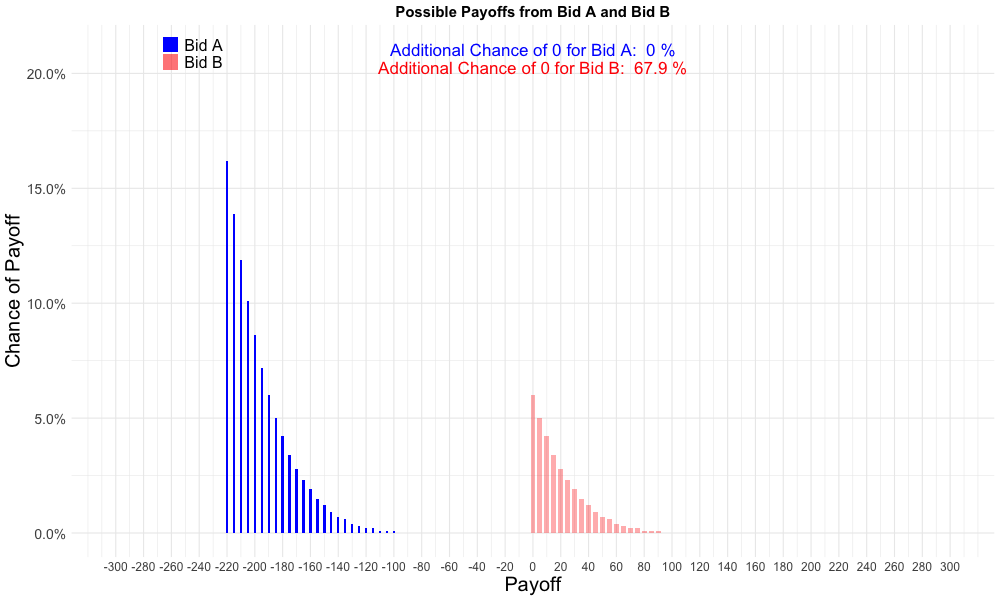 Possible Payoffs from Bid A and Bid B
Bid A
Bid B
Additional Chance of 0 for Bid A:  0 %
Additional Chance of 0 for Bid B:  67.9 %
Chance of Payoff
20.0%
15.0%
10.0%
5.0%
0.0%
-300 -280 -260 -240 -220 -200 -180 -160 -140 -120 -100 -80 -60 -40 -20 0 20 40 60 80 100 120 140 160 180 200 220 240 260 280 300
Payoff